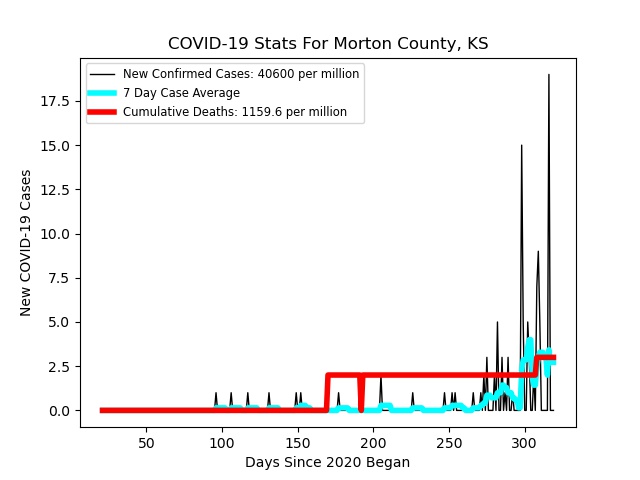 COVID-19 Stats For Morton County, KS
New Confirmed Cases: 40600 per million
7 Day Case Average
Cumulative Deaths: 1159.6 per million
New COVID-19 Cases
17.5
15.0
12.5
10.0
7.5
5.0
2.5
0.0
50 100 150 200 250 300
Days Since 2020 Began